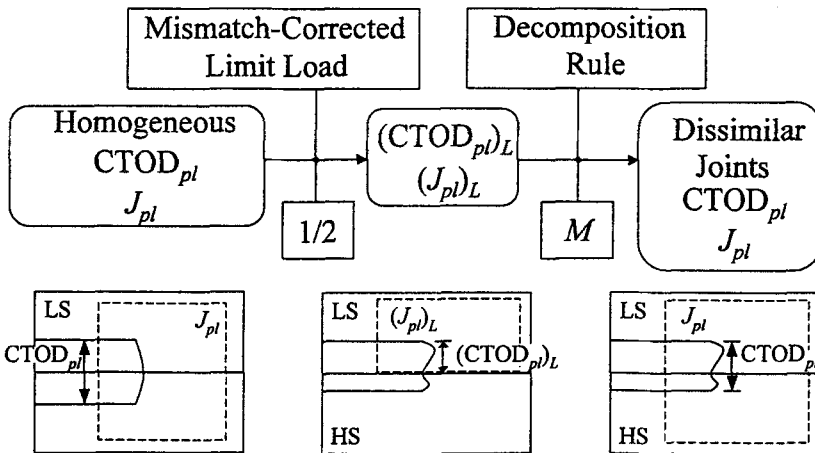 Mismatch-Corrected
Limit Load
Decomposition
Rule
Homogeneous
CTOD_pl
J_pl
(CTOD_pl)_L
(J_pl)_L
Dissimilar
Joints
CTOD_pl
J_pl
1/2
M
LS
J_pl
CTOD_pl
LS
(J_pl)_L
(CTOD_pl)_L
HS
LS
J_pl
CTOD_pl
HS